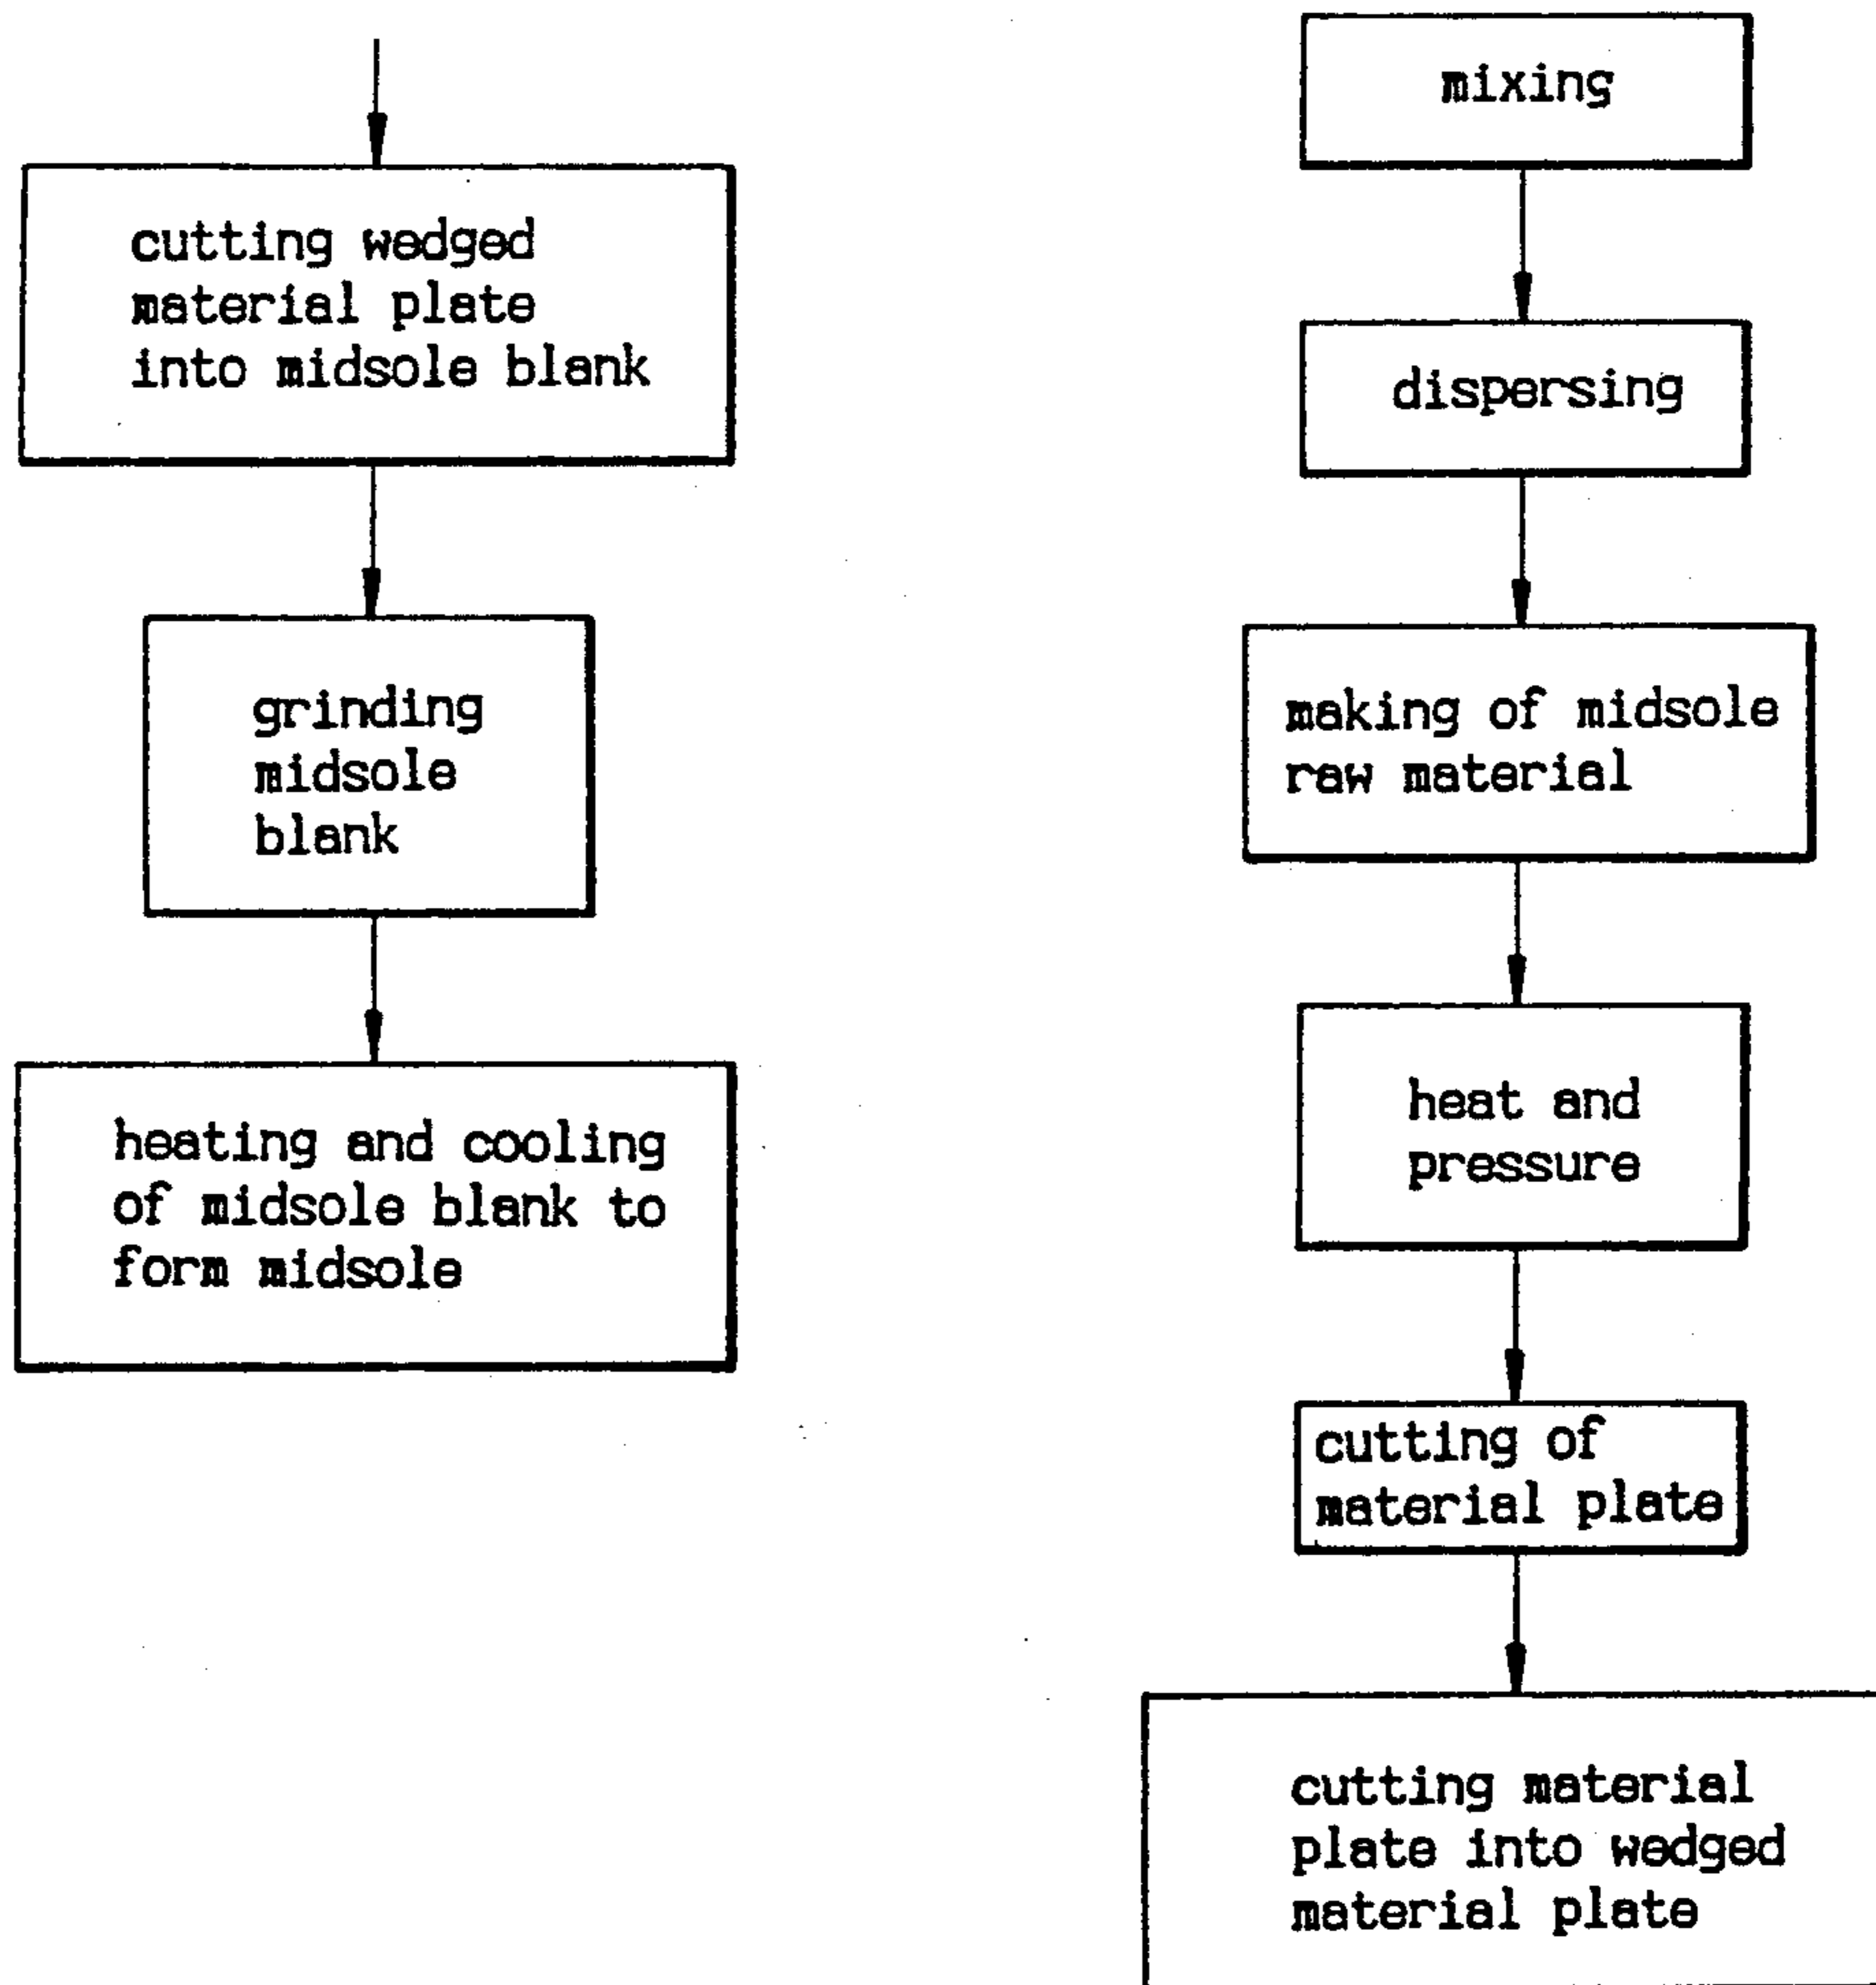 cutting wedged
material plate
into midsole blank
grinding
midsole
blank
heating and cooling
of midsole blank to
form midsole
mixing
dispersing
making of midsole
raw material
heat and
pressure
cutting of
material plate
cutting material
plate into wedged
material plate